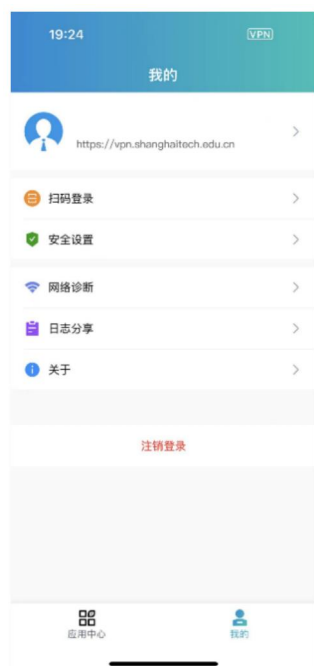 19:24
VPN
我的
https://vpn.shanghaitech.edu.cn
扫码登录
安全设置
网络诊断
日志分享
关于
注销登录
应用中心
我的